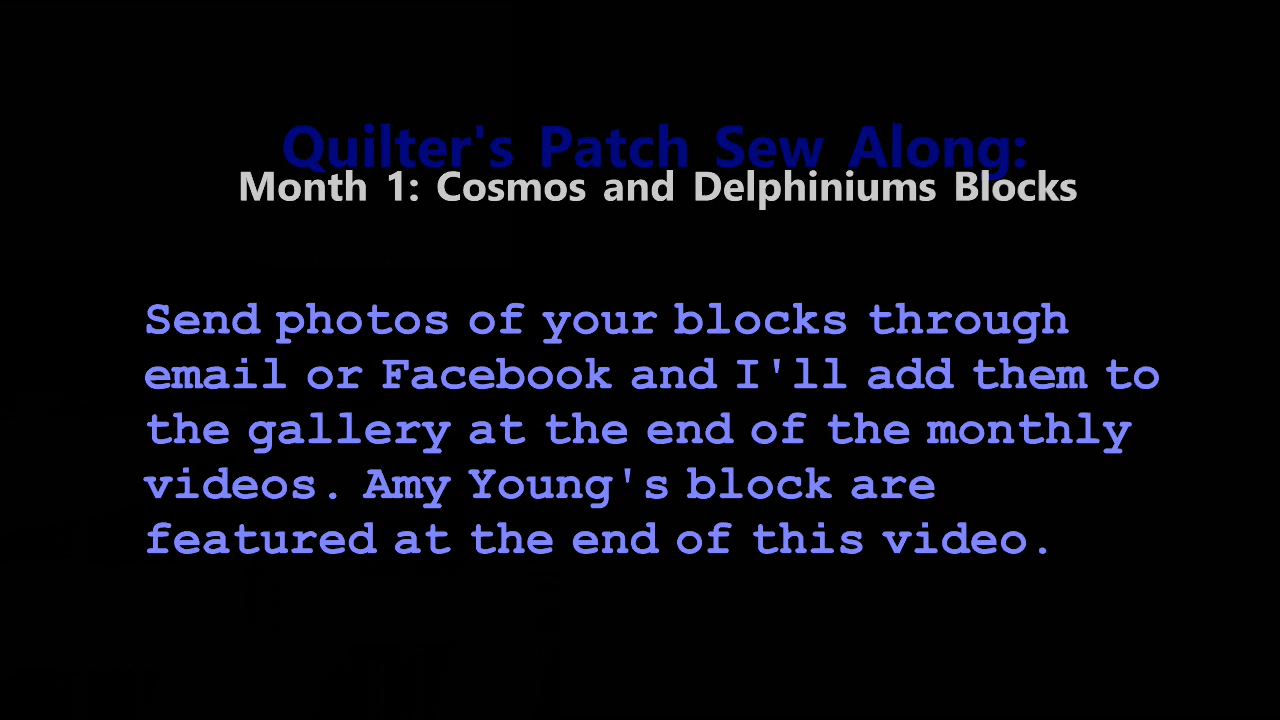 Quilter's Patch Sew Along:
Month 1: Cosmos and Delphiniums Blocks
Send photos of your blocks through
email or Facebook and I'll add them to
the gallery at the end of the monthly
videos. Amy Young's block are
featured at the end of this video.